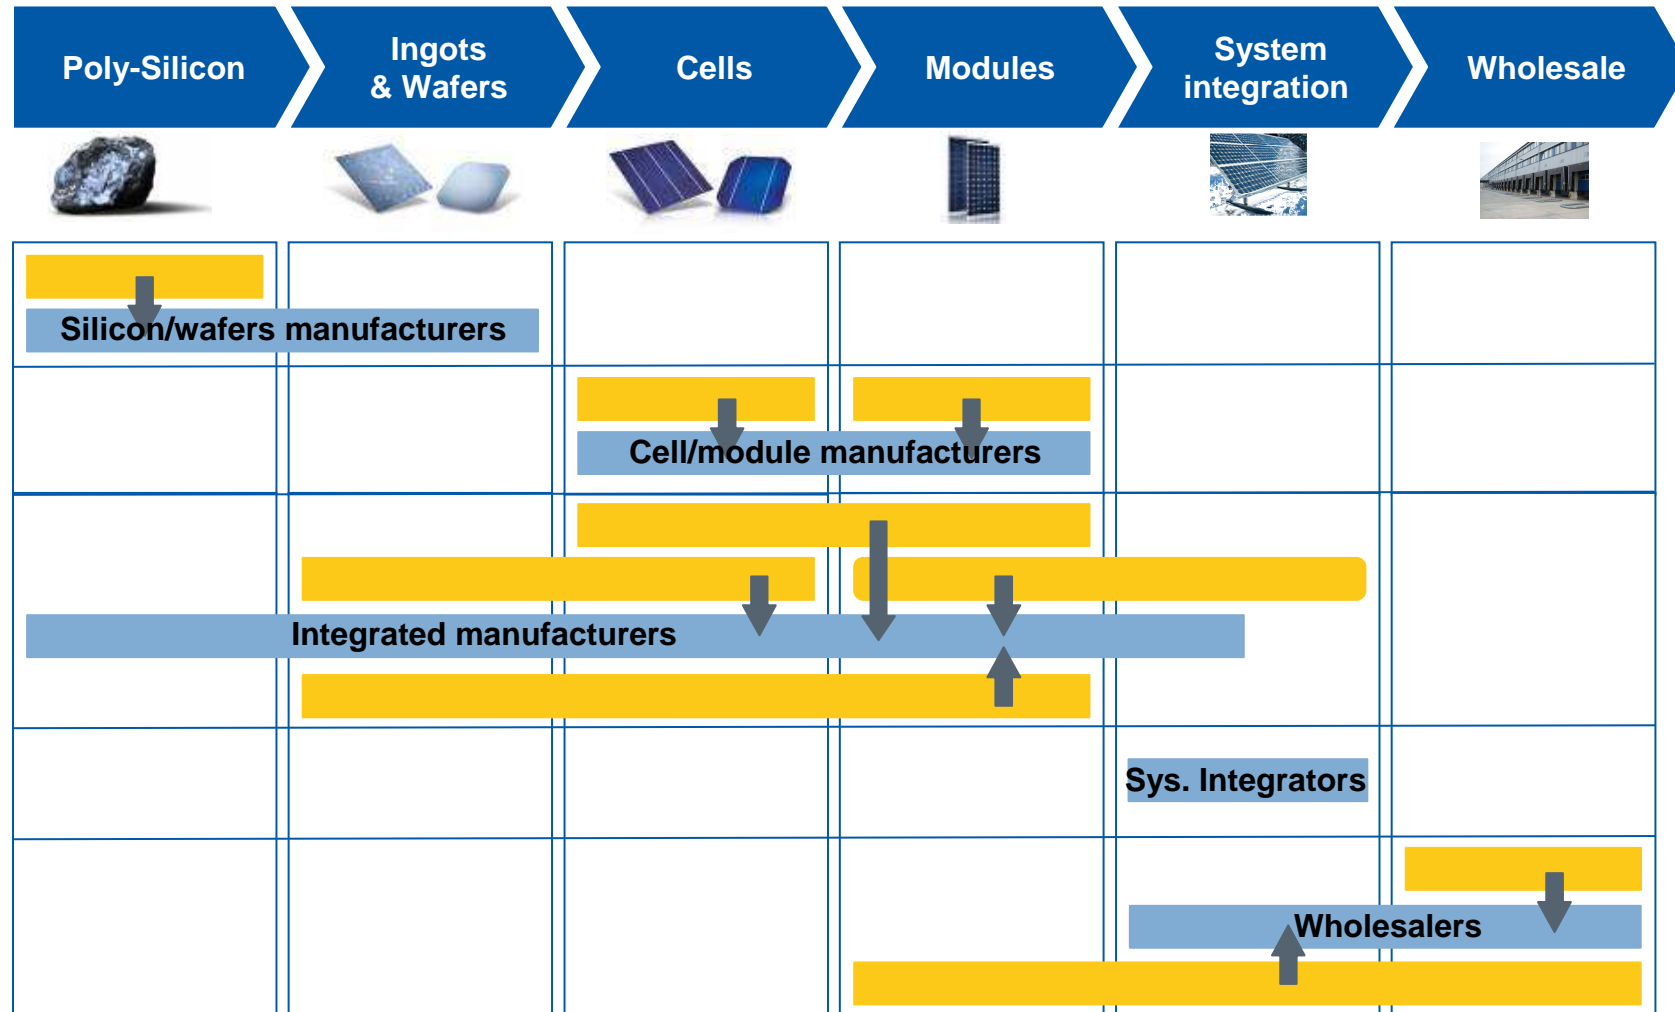 Poly-Silicon
Ingots
& Wafers
Cells
Modules
System
integration
Wholesale
Silicon/wafers manufacturers
Cell/module manufacturers
Integrated manufacturers
Sys. Integrators
Wholesalers